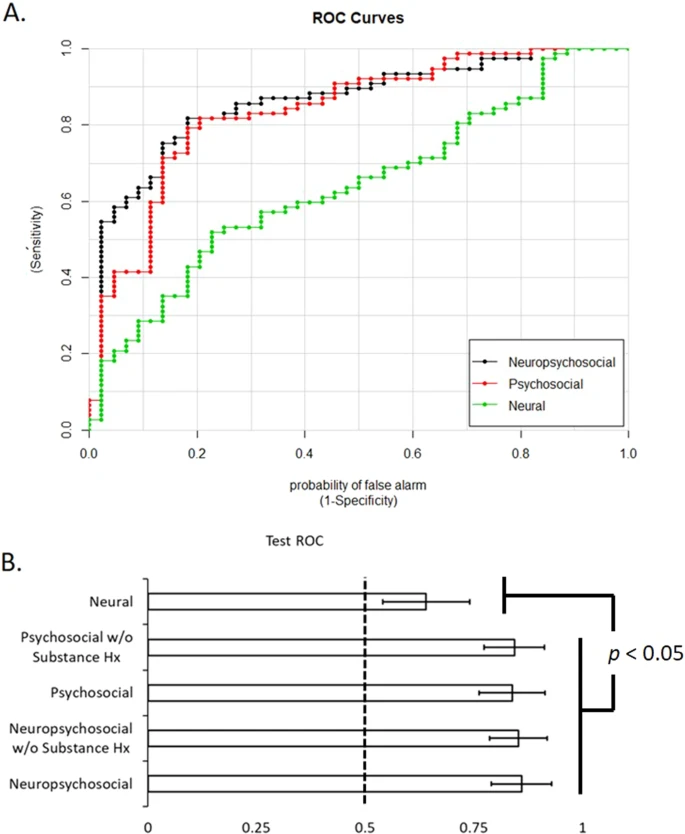 A.
ROC Curves
1.0
0.8
0.6
0.4
0.2
0.0
(Sensitivity)
Neuropsychosocial
Psychosocial
Neural
0.0 0.2 0.4 0.6 0.8 1.0
probability of false alarm
(1-Specificity)
Test ROC
B.
Neural
Psychosocial w/o
Substance Hx
Psychosocial
Neuropsychosocial
w/o Substance Hx
Neuropsychosocial
p < 0.05
0 0.25 0.5 0.75 1